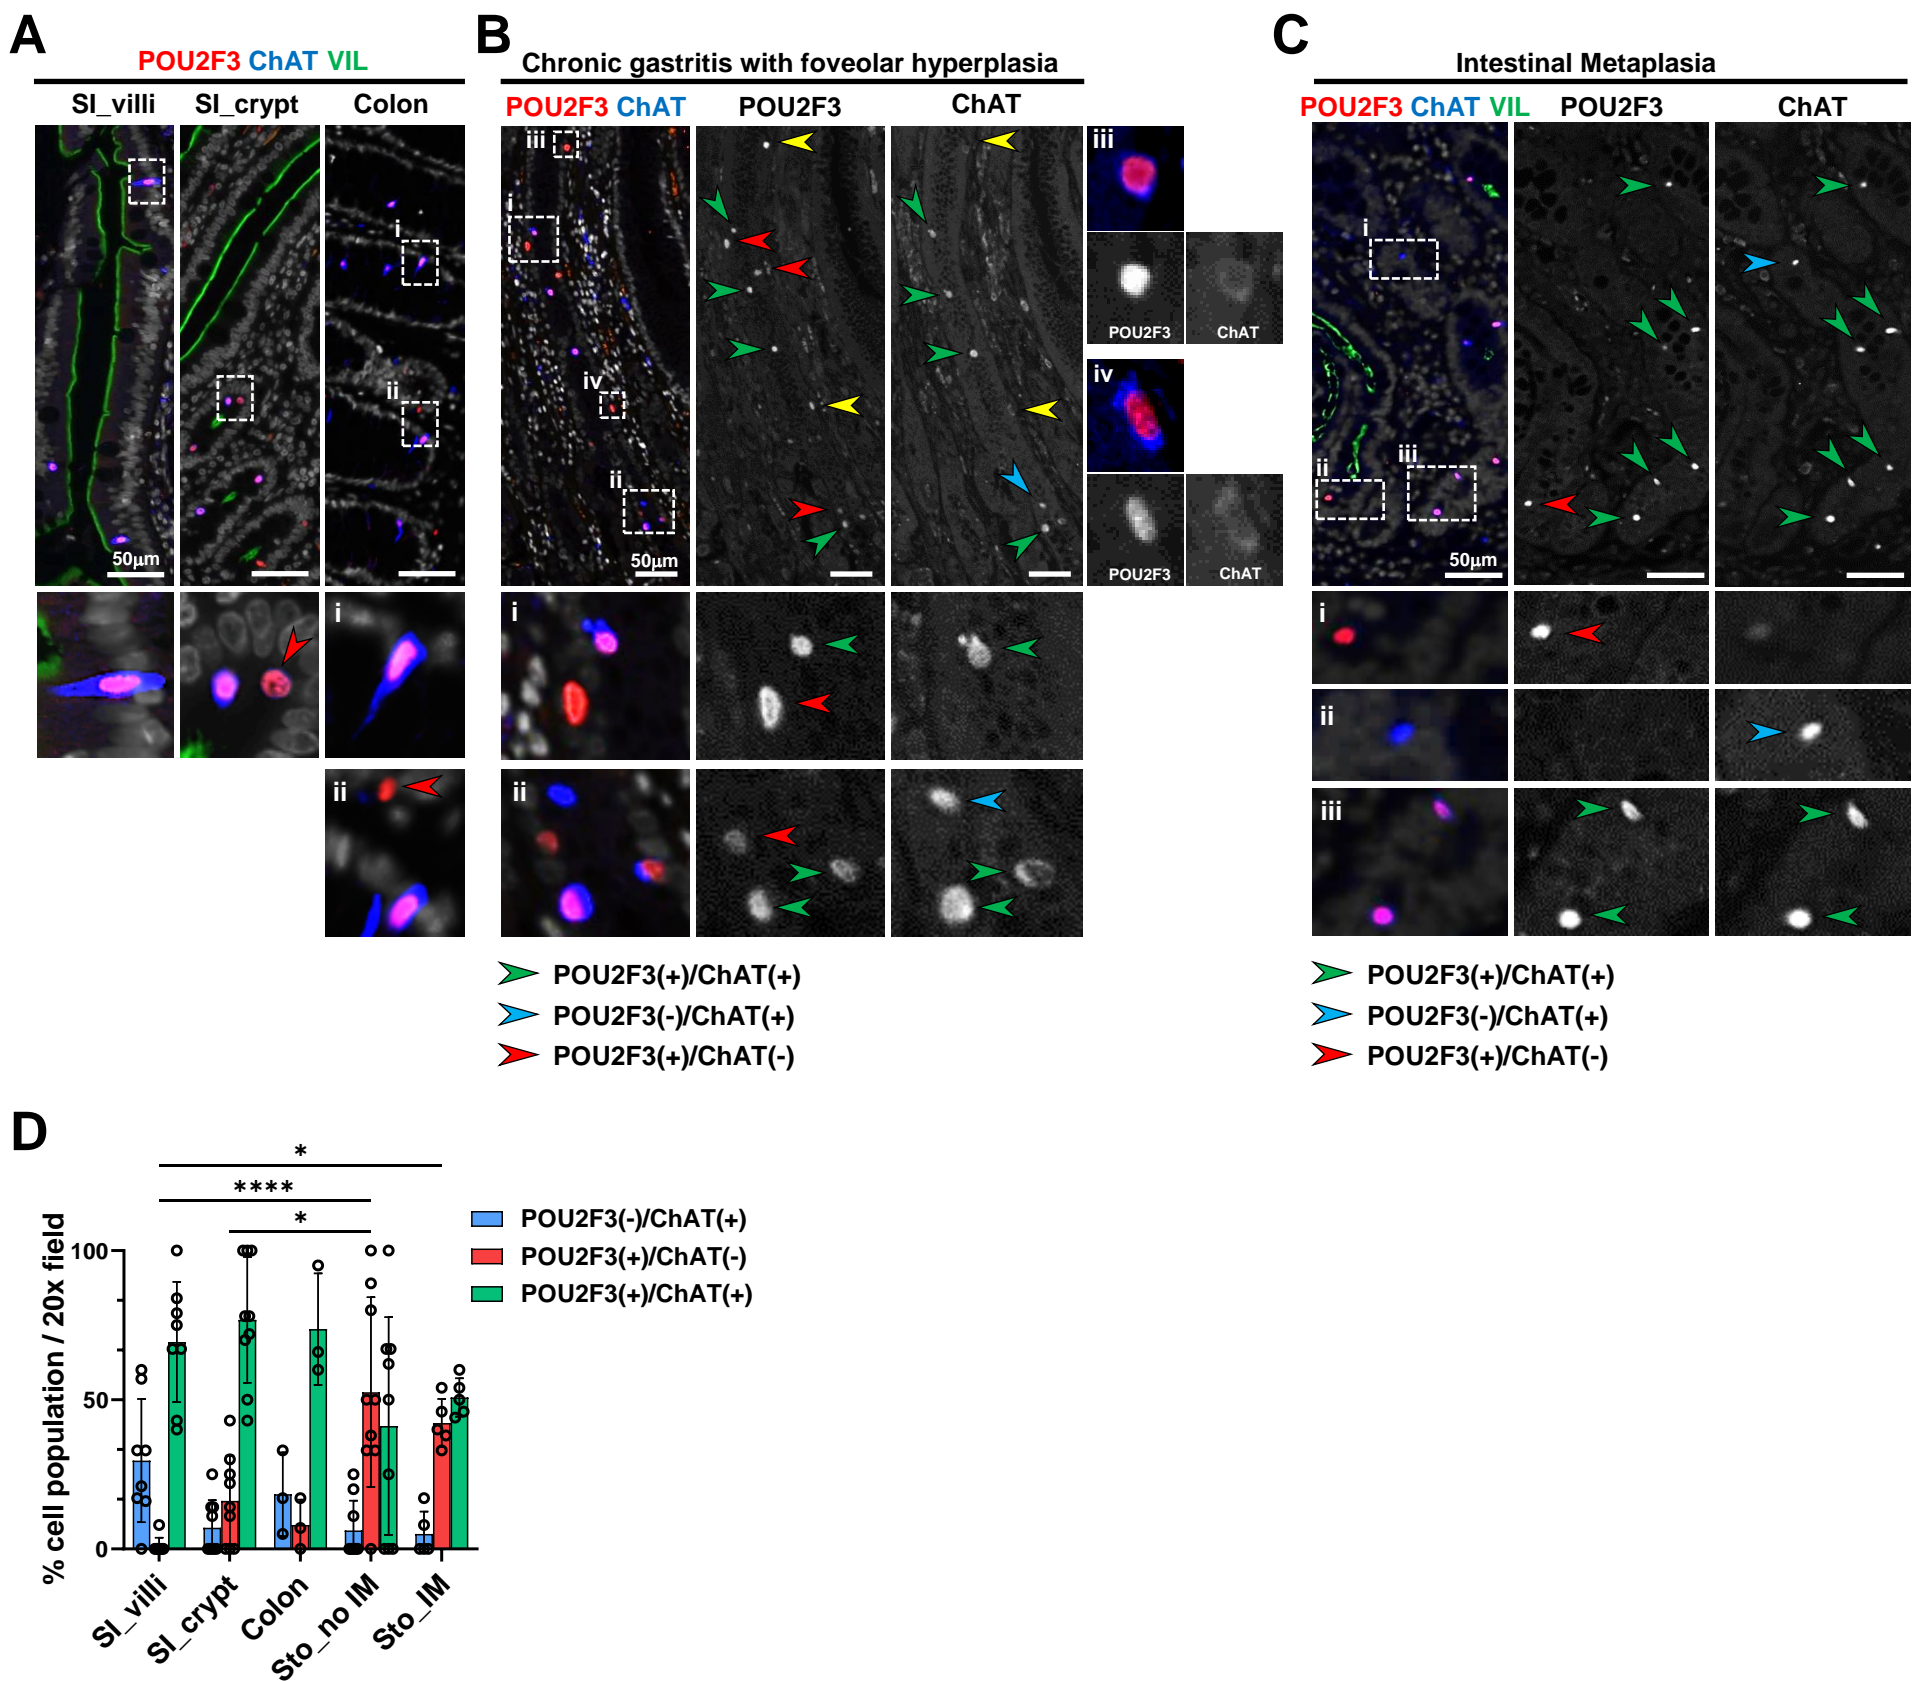 A
POU2F3 ChAT VIL
SI_villi SI_crypt Colon
i
ii
50µm
i
ii
B
Chronic gastritis with foveolar hyperplasia
POU2F3 ChAT POU2F3 ChAT
iii
i
iv
ii
50µm
iii
POU2F3 ChAT
iv
POU2F3 ChAT
i
ii
POU2F3(+)/ChAT(+)
POU2F3(-)/ChAT(+)
POU2F3(+)/ChAT(-)
C
Intestinal Metaplasia
POU2F3 ChAT VIL POU2F3 ChAT
i
ii
iii
50µm
i
ii
iii
POU2F3(+)/ChAT(+)
POU2F3(-)/ChAT(+)
POU2F3(+)/ChAT(-)
D
*
****
*
% cell population / 20x field
100
50
0
SI_villi
SI_crypt
Colon
Sto_no IM
Sto_IM
POU2F3(-)/ChAT(+)
POU2F3(+)/ChAT(-)
POU2F3(+)/ChAT(+)